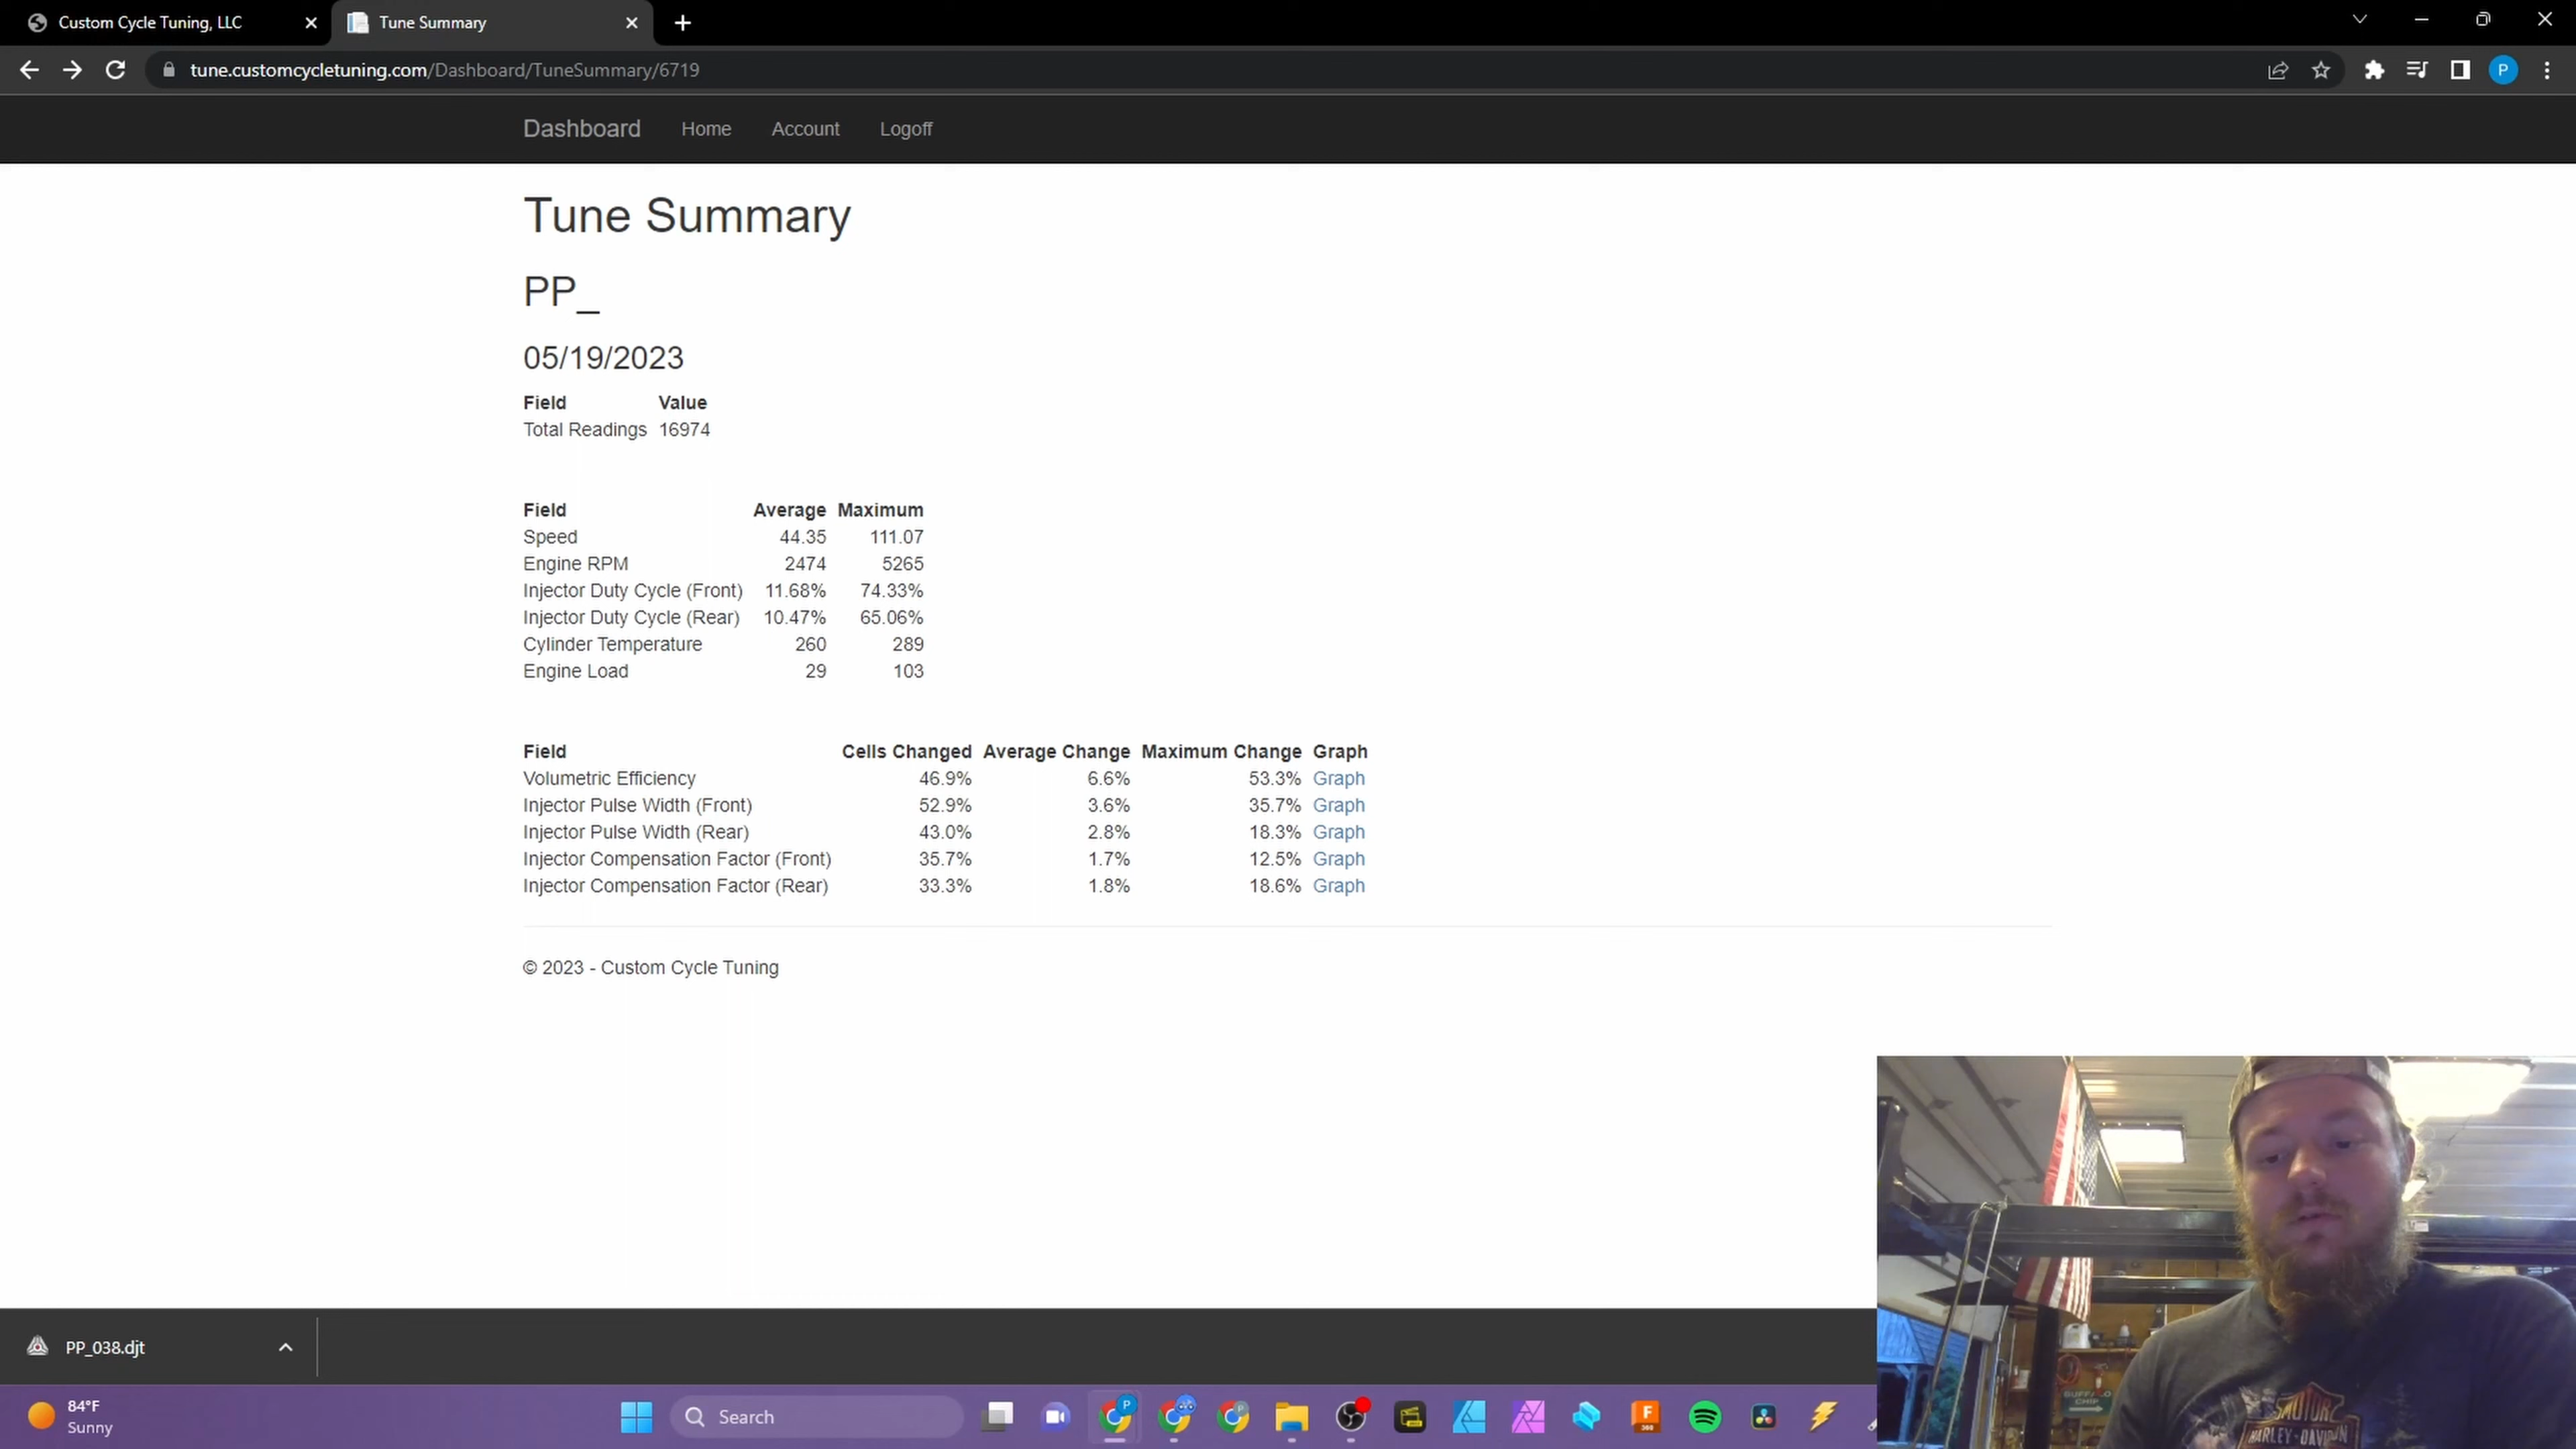 Custom Cycle Tuning, LLC
Tune Summary
tune.customcycletuning.com/Dashboard/TuneSummary/6719
P
Dashboard Home Account Logoff
Tune Summary
PP_
05/19/2023
Field Value
Total Readings 16974
Field Average Maximum
Speed 44.35 111.07
Engine RPM 2474 5265
Injector Duty Cycle (Front) 11.68% 74.33%
Injector Duty Cycle (Rear) 10.47% 65.06%
Cylinder Temperature 260 289
Engine Load 29 103
Field Cells Changed Average Change Maximum Change Graph
Volumetric Efficiency 46.9% 6.6% 53.3% Graph
Injector Pulse Width (Front) 52.9% 3.6% 35.7% Graph
Injector Pulse Width (Rear) 43.0% 2.8% 18.3% Graph
Injector Compensation Factor (Front) 35.7% 1.7% 12.5% Graph
Injector Compensation Factor (Rear) 33.3% 1.8% 18.6% Graph
© 2023 - Custom Cycle Tuning
BUFFALO
CHIP
MOTOR
HARLEY-DAVIDSON
PP_038.djt
84°F
Sunny
Search
P
P
F
360